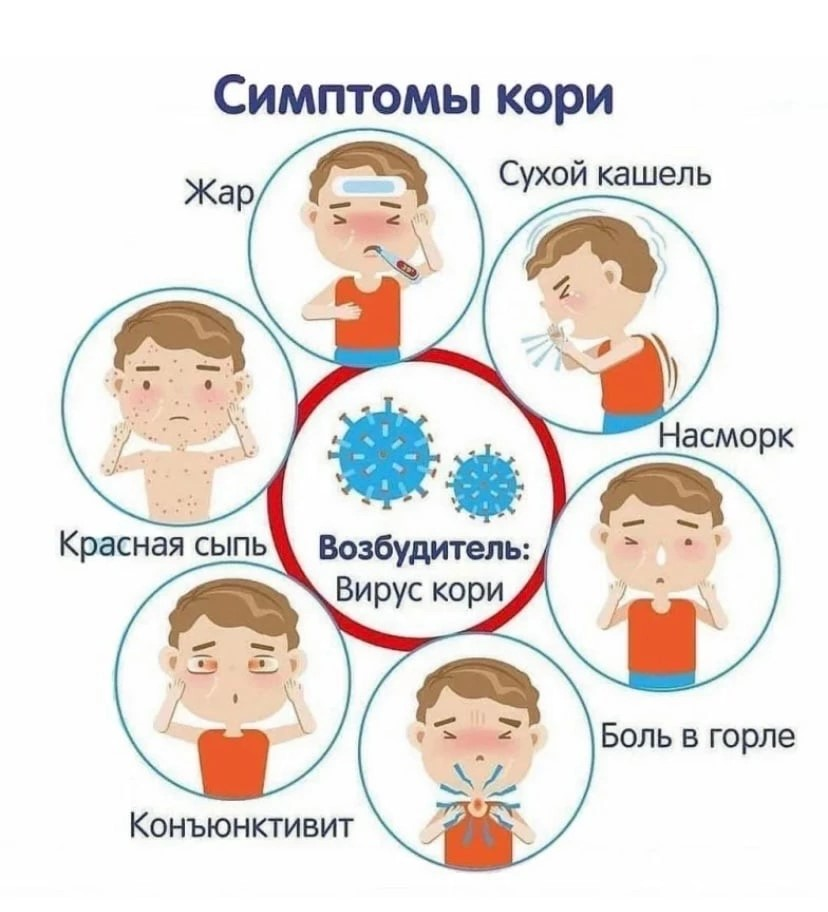 Симптомы кори
Жар
Сухой кашель
Насморк
Красная сыпь
Возбудитель:
Вирус кори
Боль в горле
Конъюнктивит